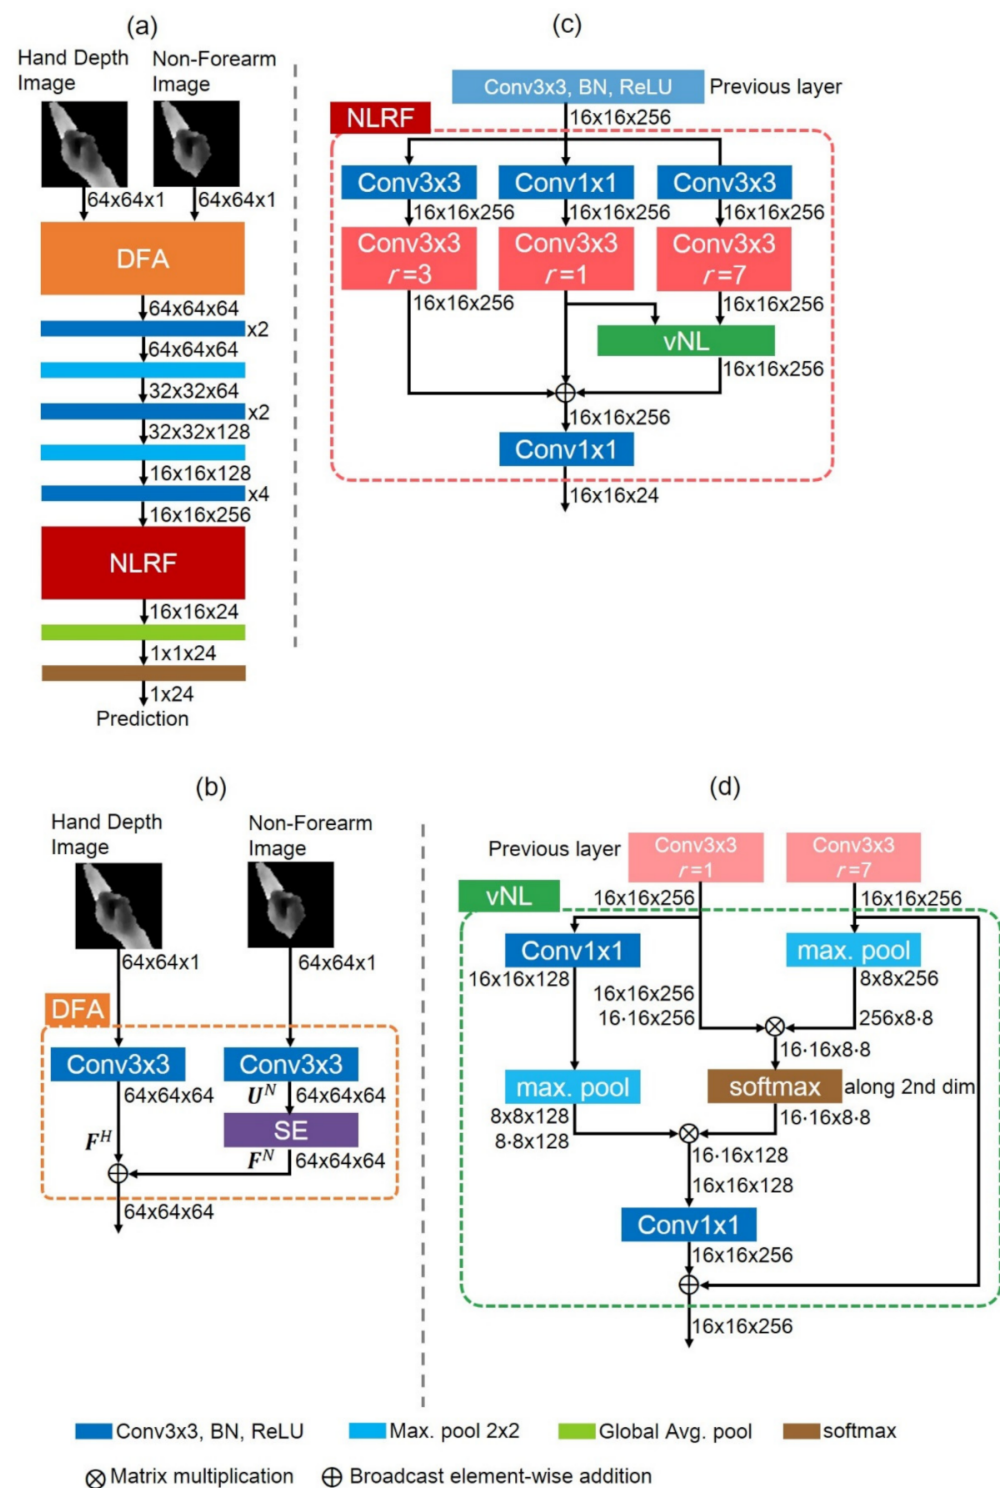 (a)
Hand Depth
Image
Non-Forearm
Image
64x64x1
64x64x1
DFA
64x64x64
x2
64x64x64
32x32x64
x2
32x32x128
16x16x128
x4
16x16x256
NLRF
16x16x24
1x1x24
1x24
Prediction
(c)
Conv3x3, BN, ReLU
Previous layer
16x16x256
NLRF
Conv3x3
Conv1x1
Conv3x3
16x16x256
16x16x256
16x16x256
Conv3x3
r=3
Conv3x3
r=1
Conv3x3
r=7
16x16x256
16x16x256
vNL
16x16x256
16x16x256
Conv1x1
16x16x24
(b)
Hand Depth
Image
Non-Forearm
Image
64x64x1
64x64x1
DFA
Conv3x3
Conv3x3
64x64x64
U^N
64x64x64
SE
F^H
F^N
64x64x64
64x64x64
(d)
Previous layer
Conv3x3
r=1
Conv3x3
r=7
16x16x256
16x16x256
vNL
Conv1x1
max. pool
16x16x128
16x16x256
16·16x256
8x8x256
256x8·8
16·16x8·8
max. pool
softmax
along 2nd dim
8x8x128
8·8x128
16·16x8·8
16·16x128
16x16x128
Conv1x1
16x16x256
16x16x256
Conv3x3, BN, ReLU
Max. pool 2x2
Global Avg. pool
softmax
Matrix multiplication
Broadcast element-wise addition